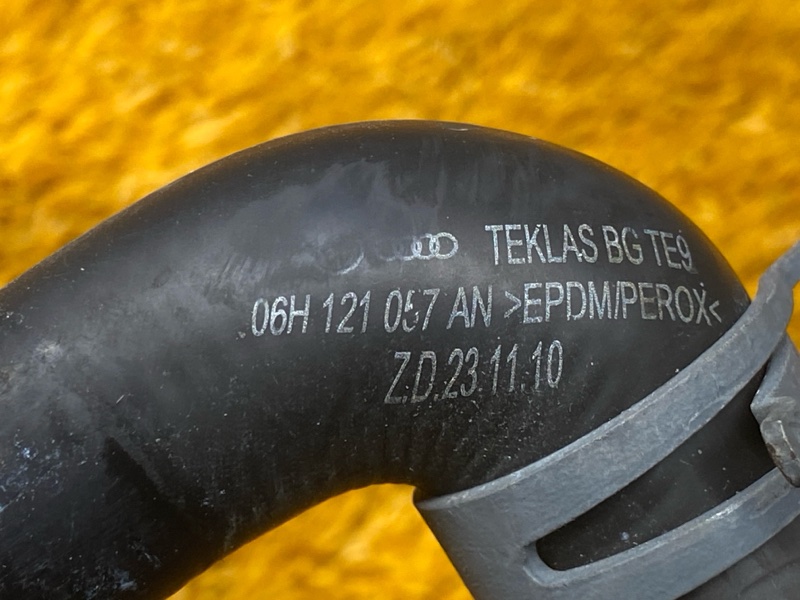 TEKLAS BG TE9
06H 121 057 AN >EPDM/PEROX<
Z.D.23.11.10